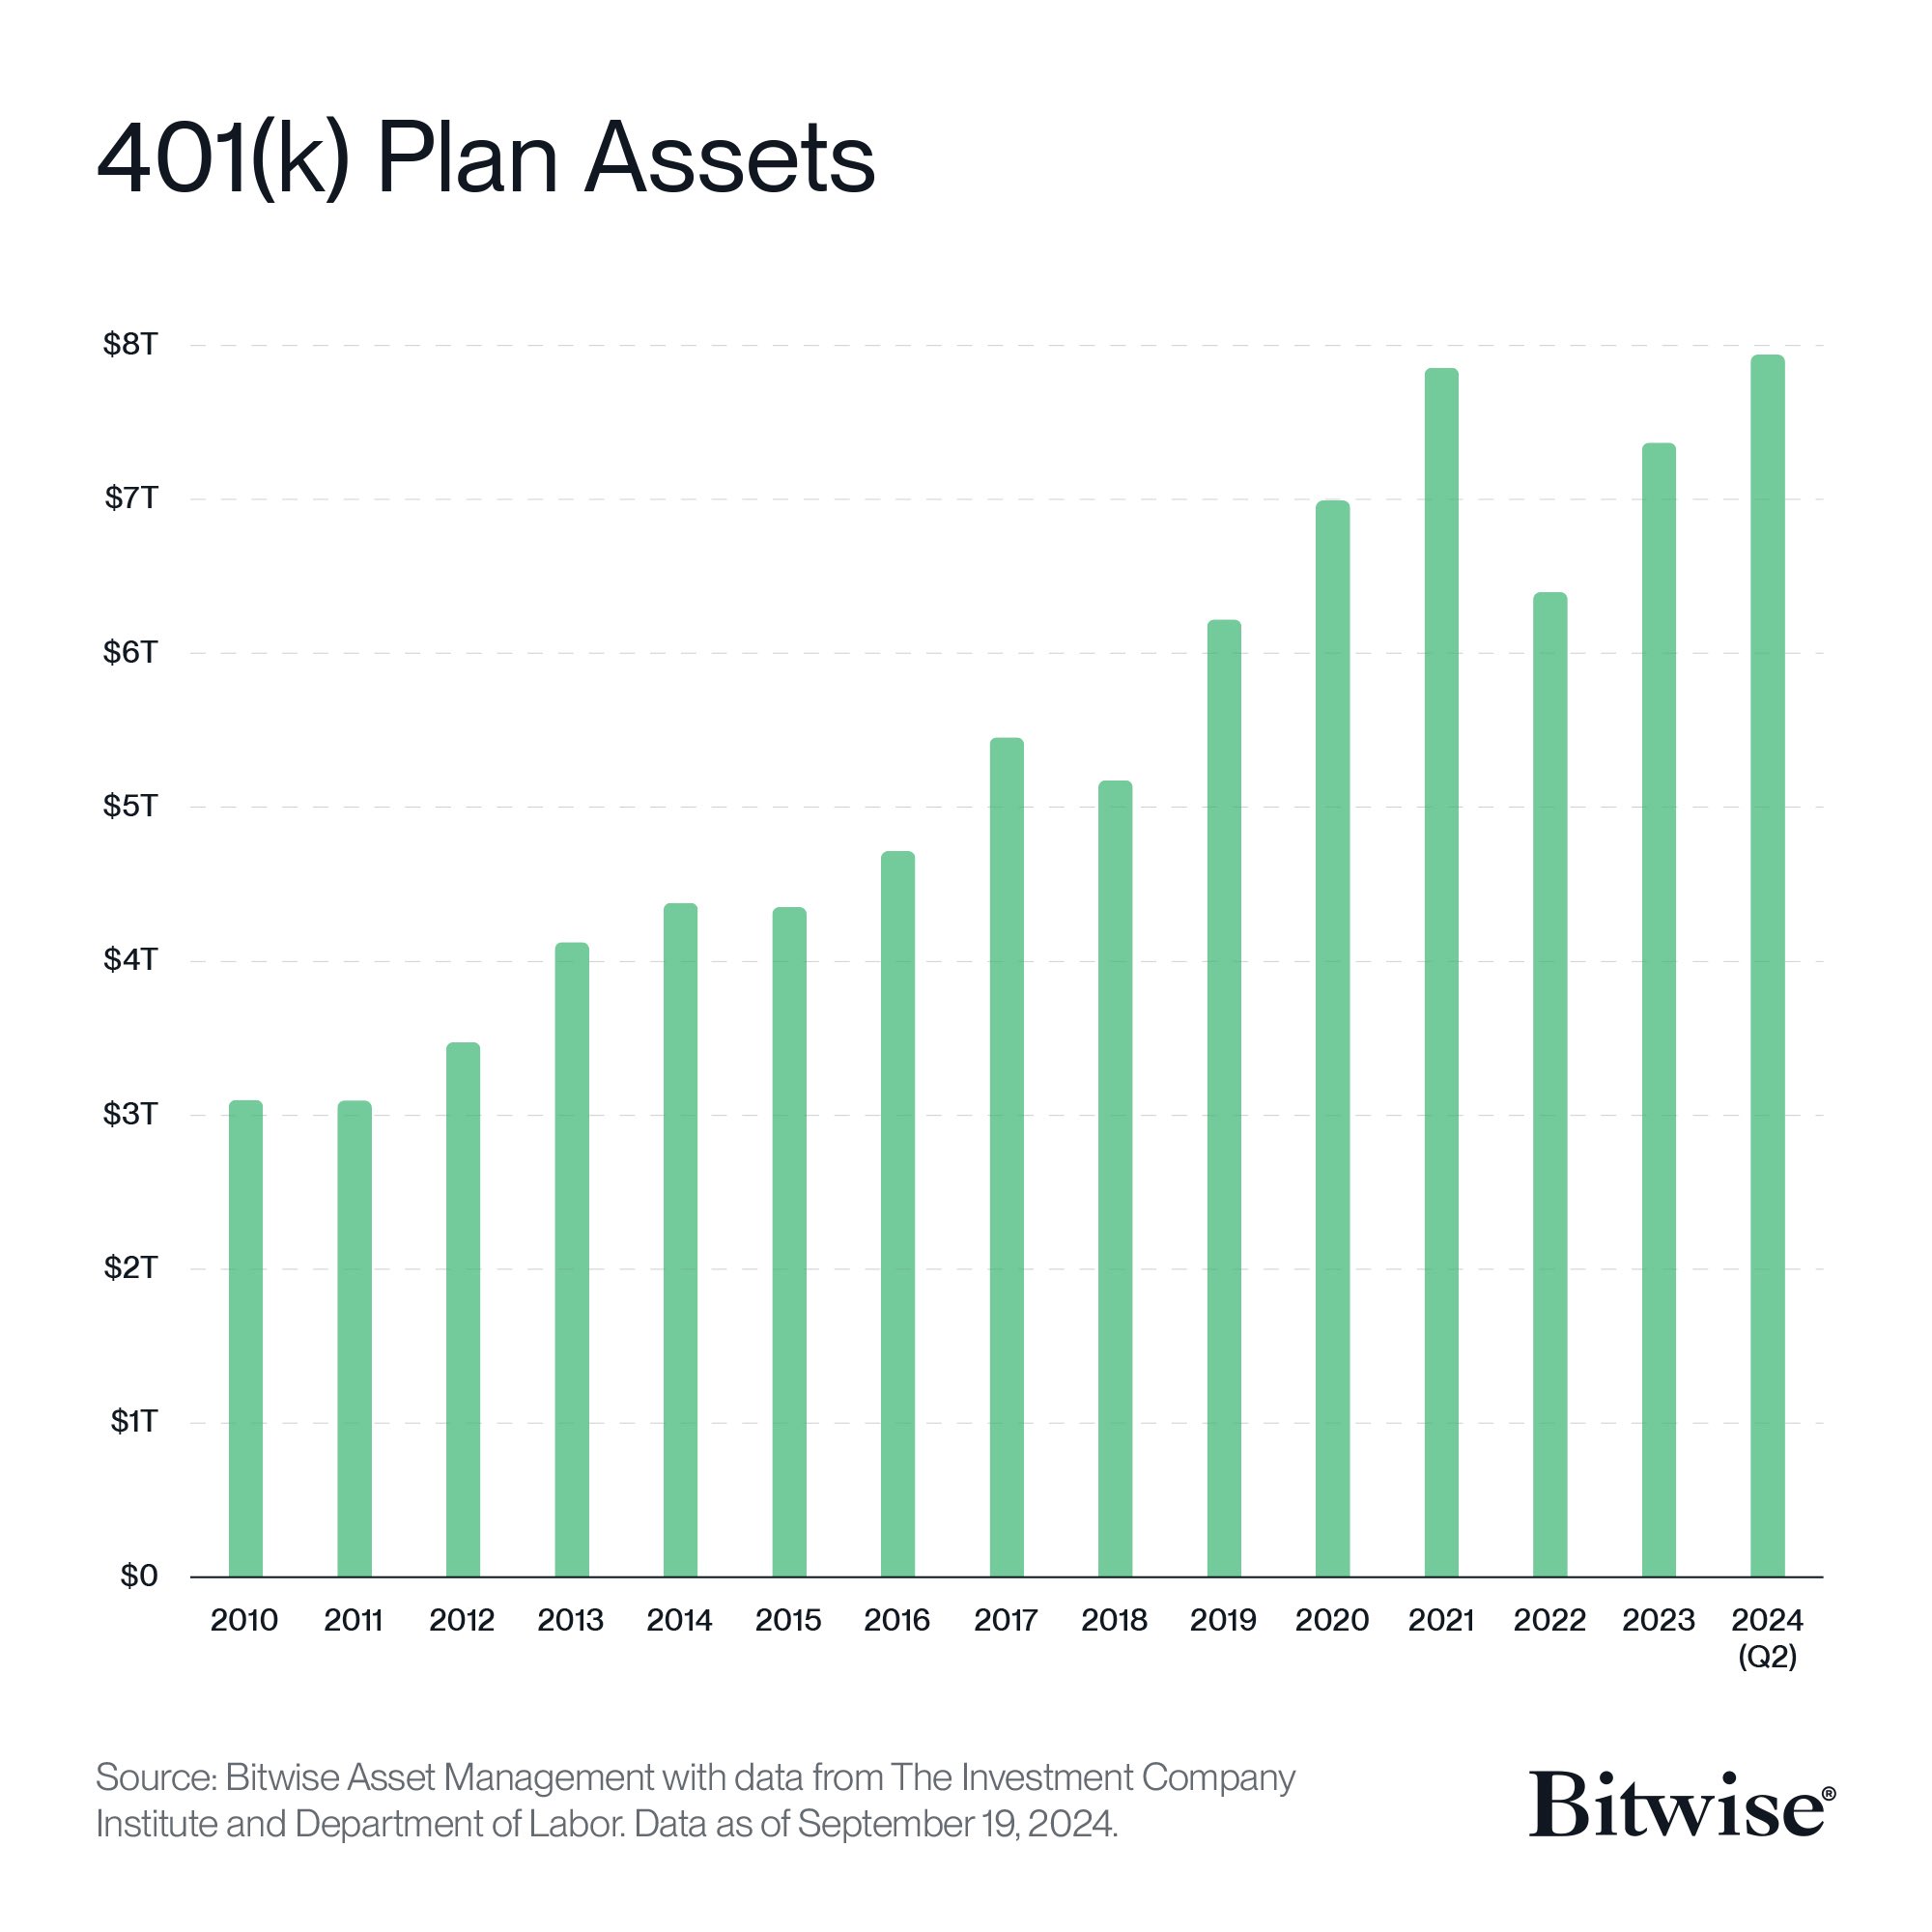 401(k) Plan Assets
$8T
$7T
$6T
$5T
$4T
$3T
$2T
$1T
$0
2010 2011 2012 2013 2014 2015 2016 2017 2018 2019 2020 2021 2022 2023 2024
(Q2)
Source: Bitwise Asset Management with data from The Investment Company
Institute and Department of Labor. Data as of September 19, 2024.
Bitwise®